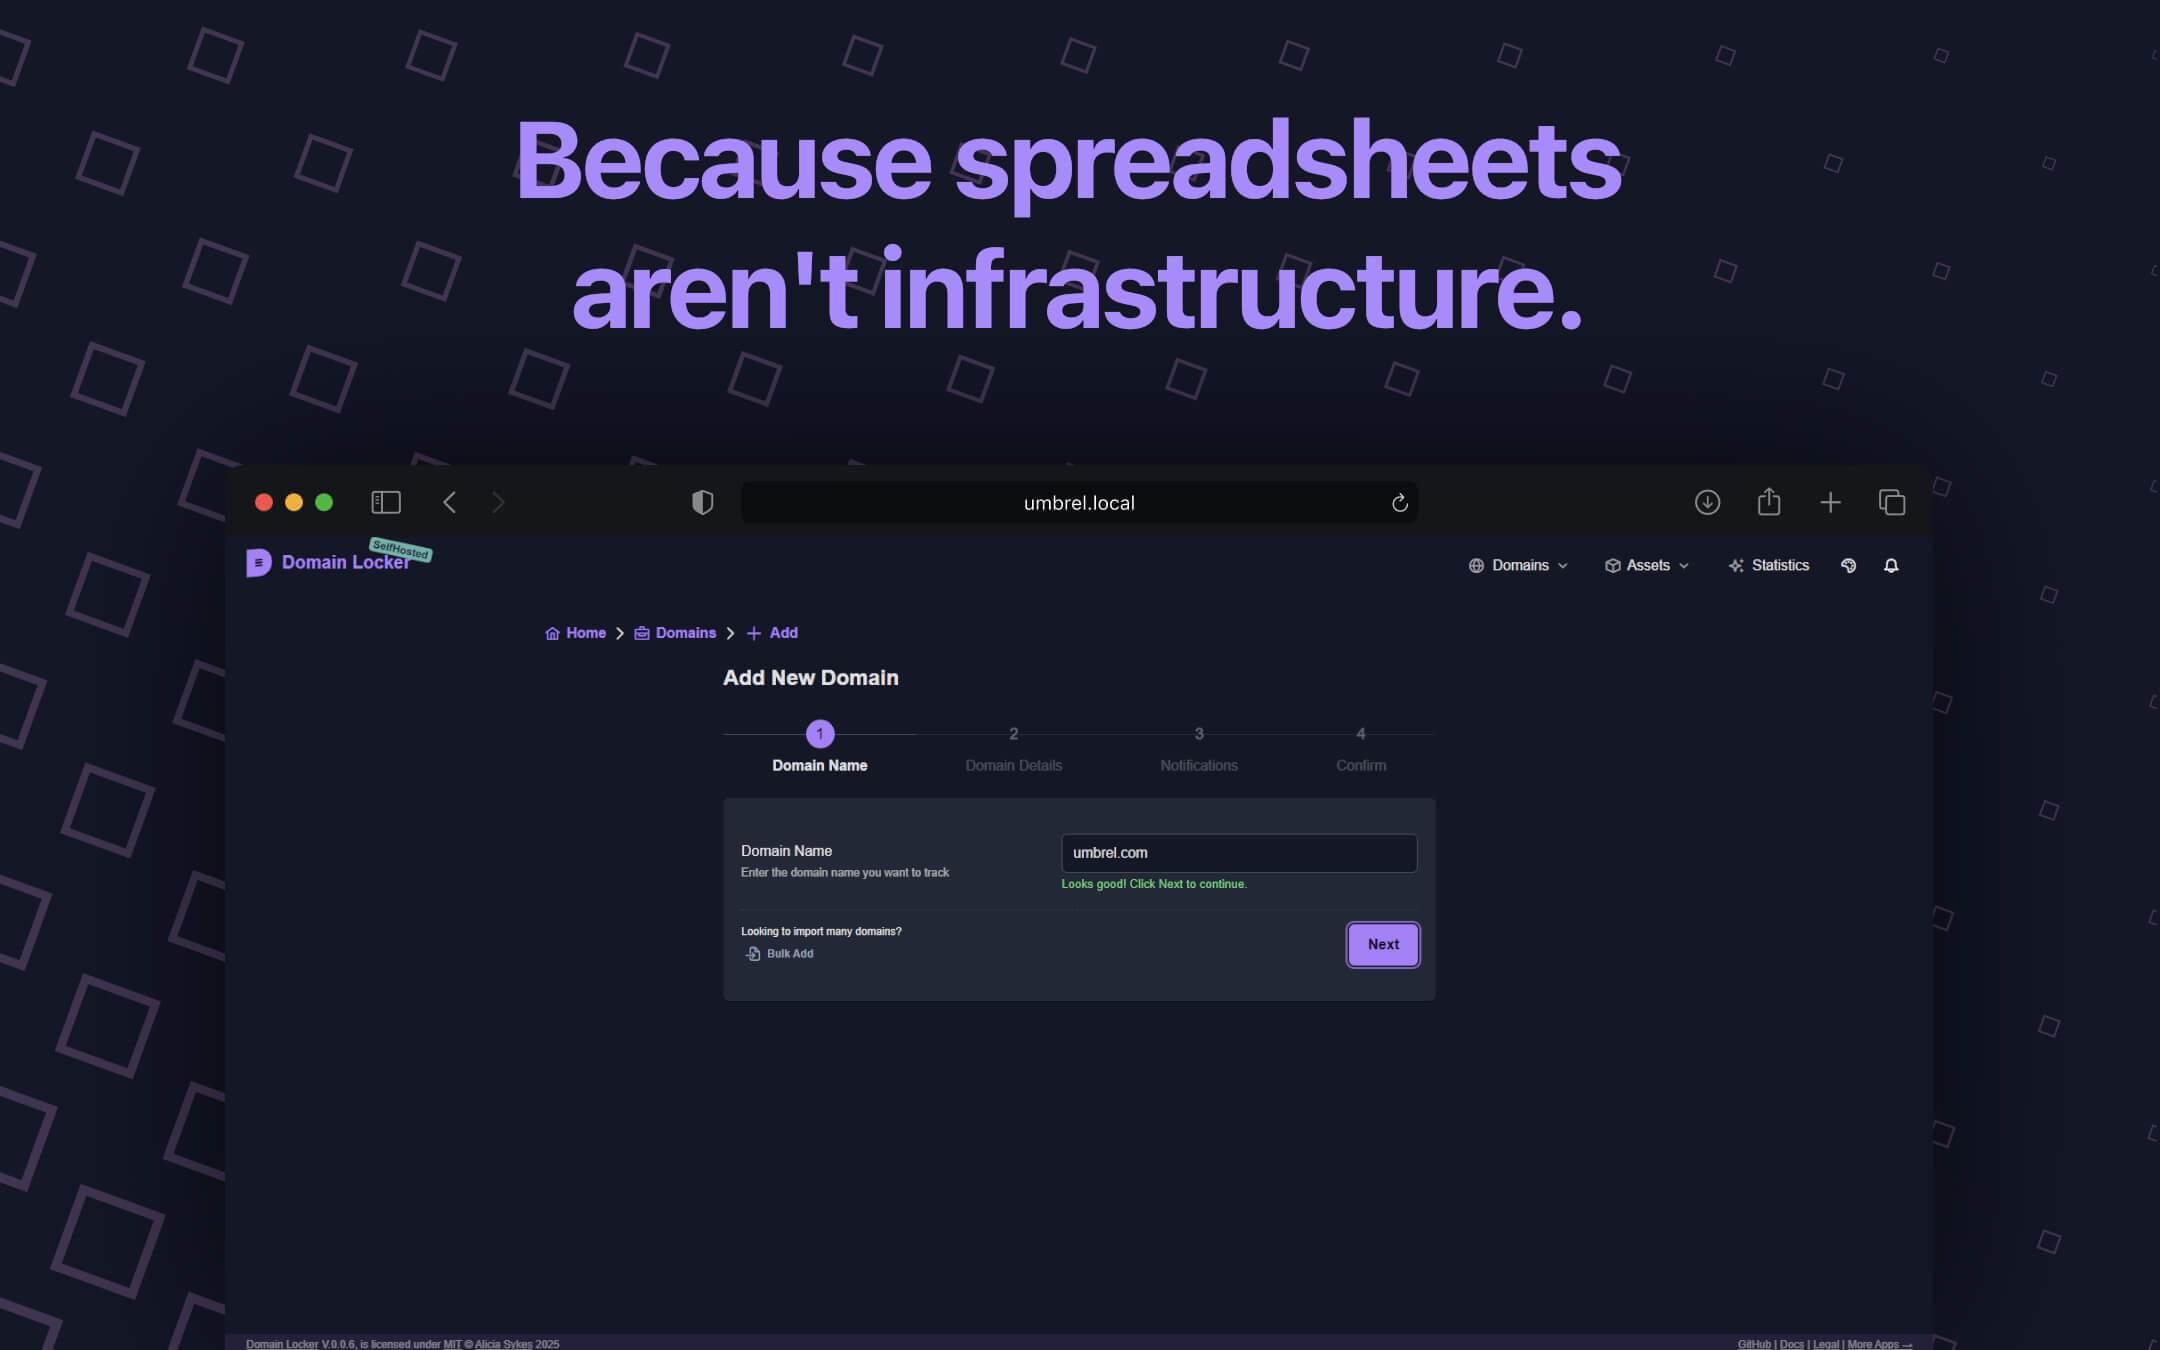 Because spreadsheets
aren't infrastructure.
umbrel.local
Domain Locker
SelfHosted
Domains
Assets
Statistics
Home
Domains
Add
Add New Domain
1
2
3
4
Domain Name
Domain Details
Notifications
Confirm
Domain Name
umbrel.com
Enter the domain name you want to track
Looks good! Click Next to continue.
Looking to import many domains?
Bulk Add
Next
Domain Locker V.0.0.6, is licensed under MIT © Alicia Sykes 2025
GitHub | Docs | Legal | More Apps →